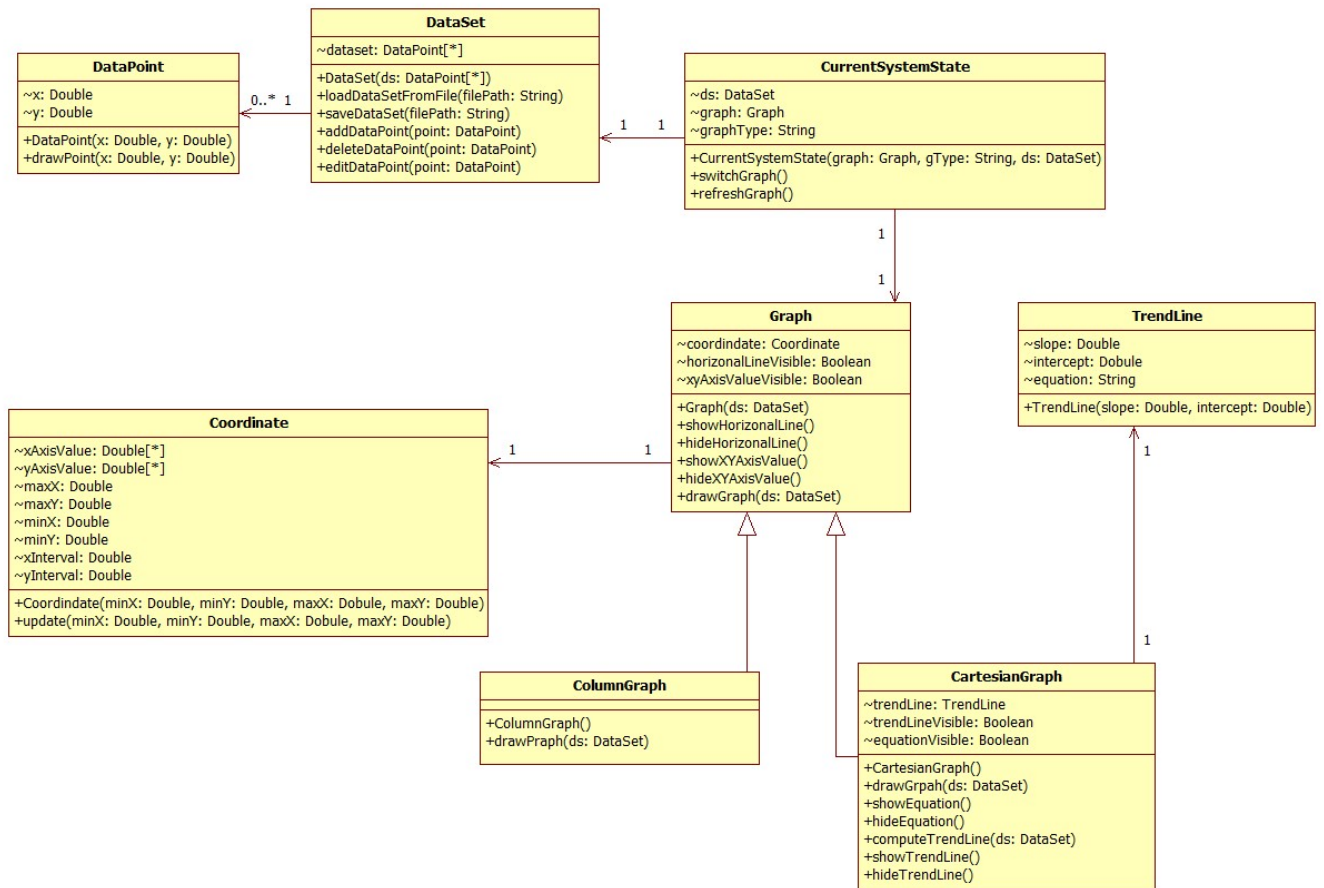 DataSet
~dataset: DataPoint[*]
+DataSet(ds: DataPoint[*])
+loadDataSetFromFile(filePath: String)
+saveDataSet(filePath: String)
+addDataPoint(point: DataPoint)
+deleteDataPoint(point: DataPoint)
+editDataPoint(point: DataPoint)
DataPoint
~x: Double
~y: Double
+DataPoint(x: Double, y: Double)
+drawPoint(x: Double, y: Double)
0..* 1
CurrentSystemState
~ds: DataSet
~graph: Graph
~graphType: String
+CurrentSystemState(graph: Graph, gType: String, ds: DataSet)
+switchGraph()
+refreshGraph()
1 1
1
1
Graph
~coordindate: Coordinate
~horizonalLineVisible: Boolean
~xyAxisValueVisible: Boolean
+Graph(ds: DataSet)
+showHorizonalLine()
+hideHorizonalLine()
+showXYAxisValue()
+hideXYAxisValue()
+drawGraph(ds: DataSet)
TrendLine
~slope: Double
~intercept: Dobule
~equation: String
+TrendLine(slope: Double, intercept: Double)
1
1
Coordinate
~xAxisValue: Double[*]
~yAxisValue: Double[*]
~maxX: Double
~maxY: Double
~minX: Double
~minY: Double
~xInterval: Double
~yInterval: Double
+Coordindate(minX: Double, minY: Double, maxX: Dobule, maxY: Double)
+update(minX: Double, minY: Double, maxX: Dobule, maxY: Double)
1 1
ColumnGraph
+ColumnGraph()
+drawPraph(ds: DataSet)
CartesianGraph
~trendLine: TrendLine
~trendLineVisible: Boolean
~equationVisible: Boolean
+CartesianGraph()
+drawGrpah(ds: DataSet)
+showEquation()
+hideEquation()
+computeTrendLine(ds: DataSet)
+showTrendLine()
+hideTrendLine()